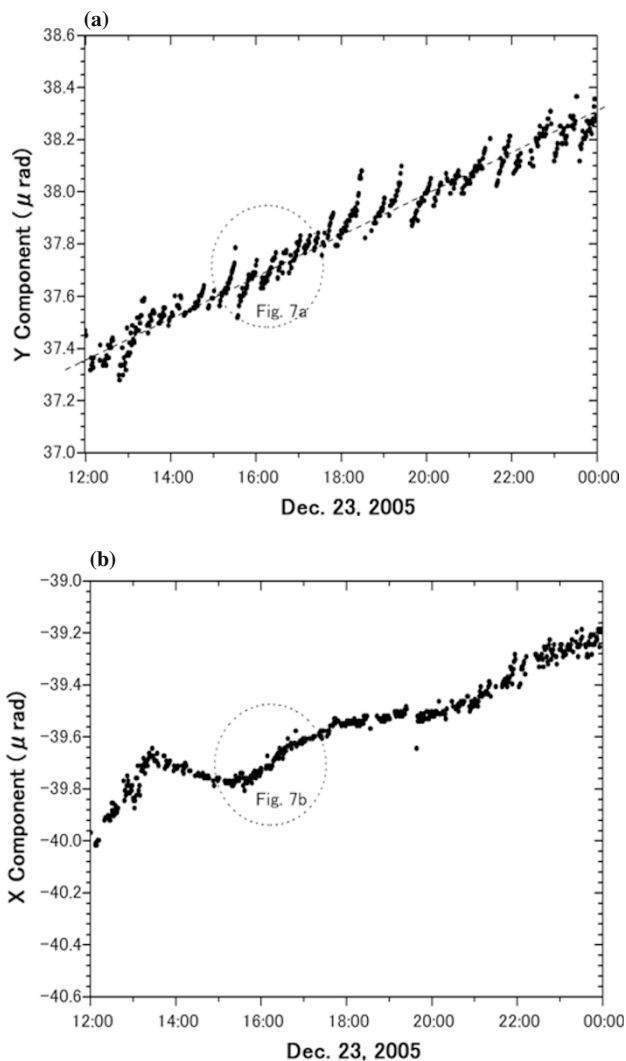 (a)
38.6
38.4
38.2
38.0
37.8
37.6
37.4
37.2
37.0
Y Component (μ rad)
Fig. 7a
12:00 14:00 16:00 18:00 20:00 22:00 00:00
Dec. 23, 2005
(b)
−39.0
−39.2
−39.4
−39.6
−39.8
−40.0
−40.2
−40.4
−40.6
X Component (μ rad)
Fig. 7b
12:00 14:00 16:00 18:00 20:00 22:00 00:00
Dec. 23, 2005